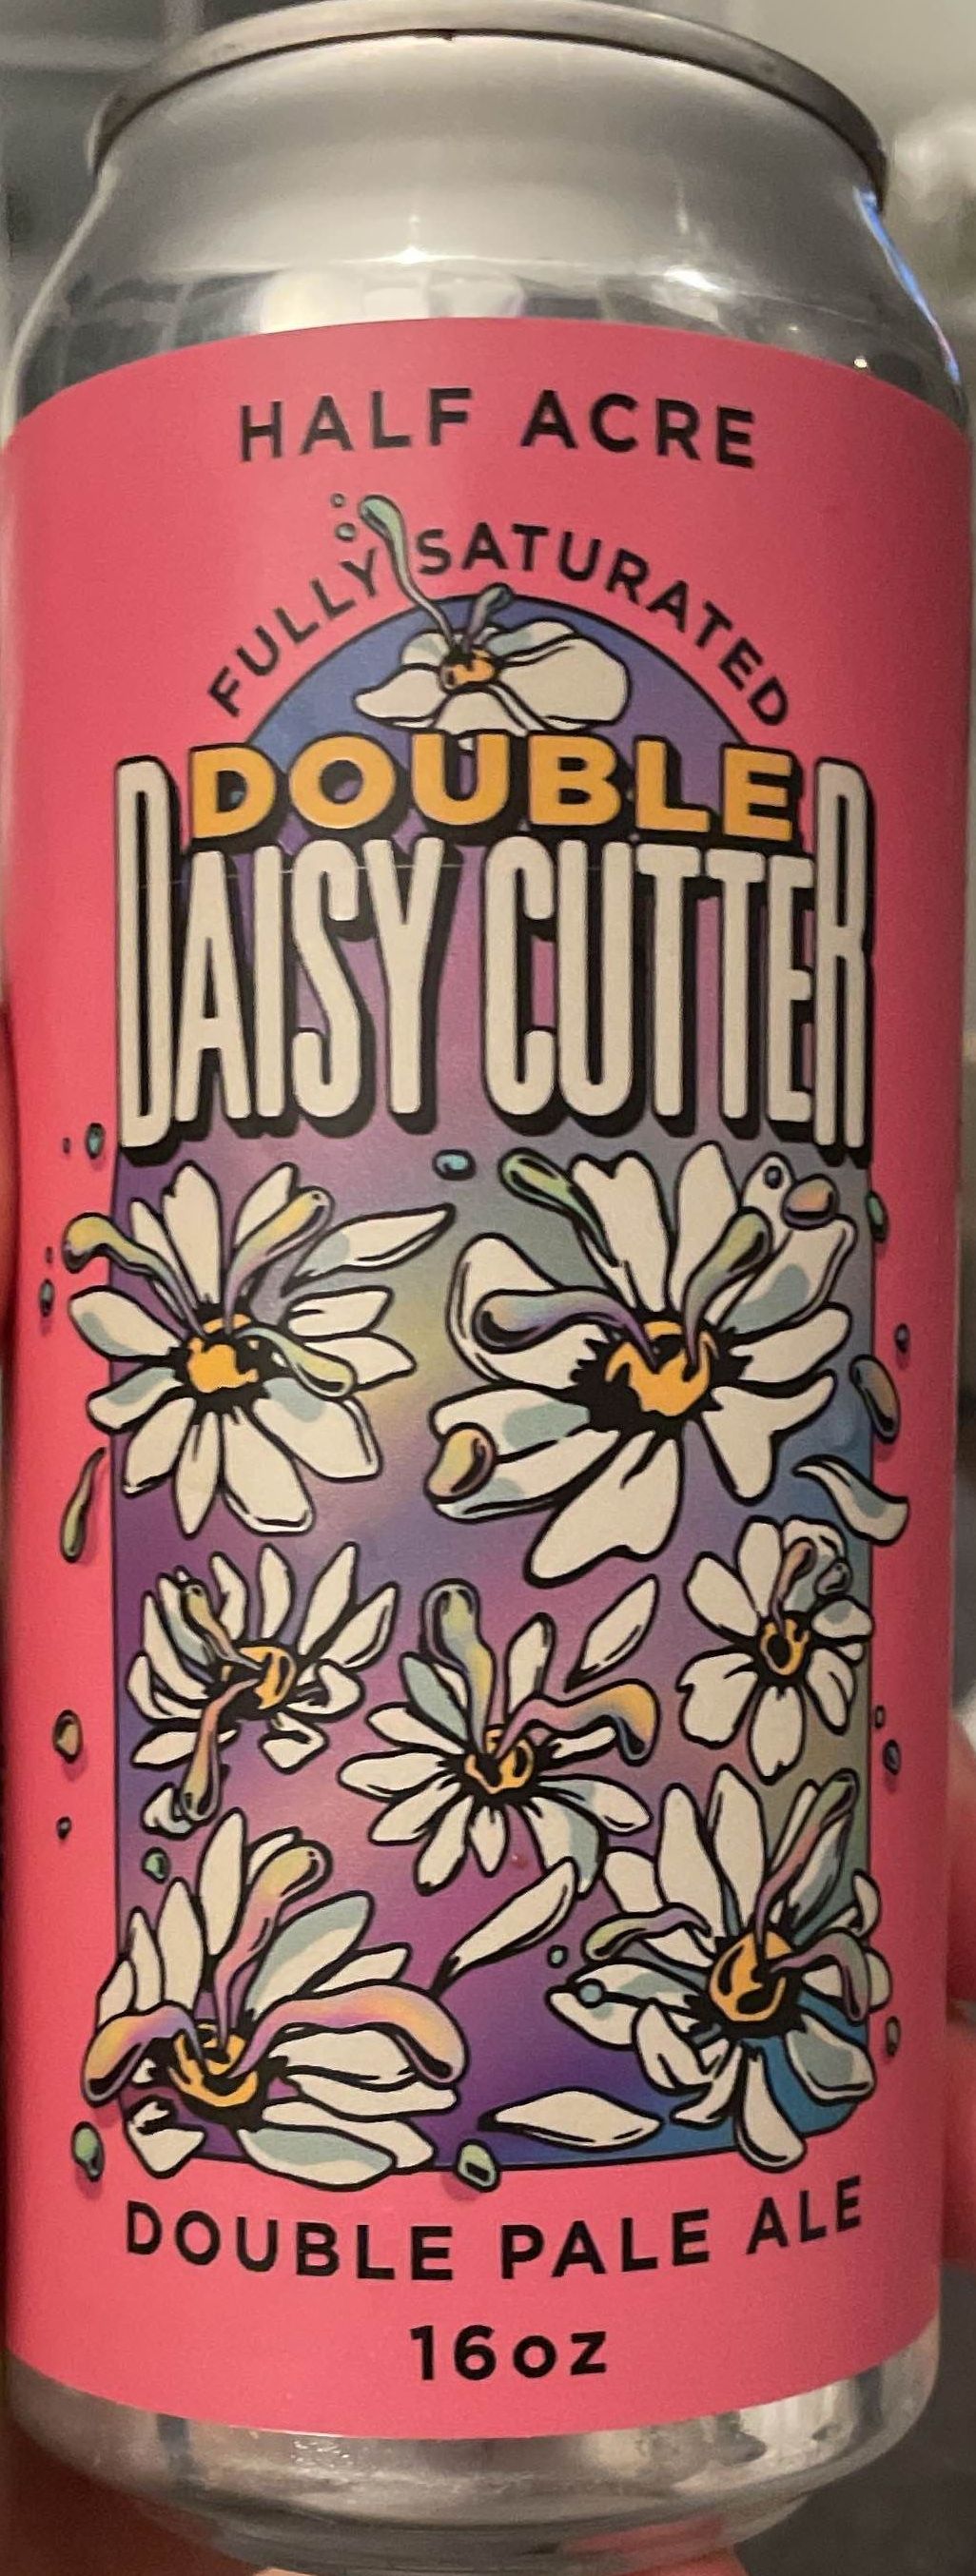 HALF ACRE
FULLY SATURATED
DOUBLE
DAISY CUTTER
DOUBLE PALE ALE
16oz